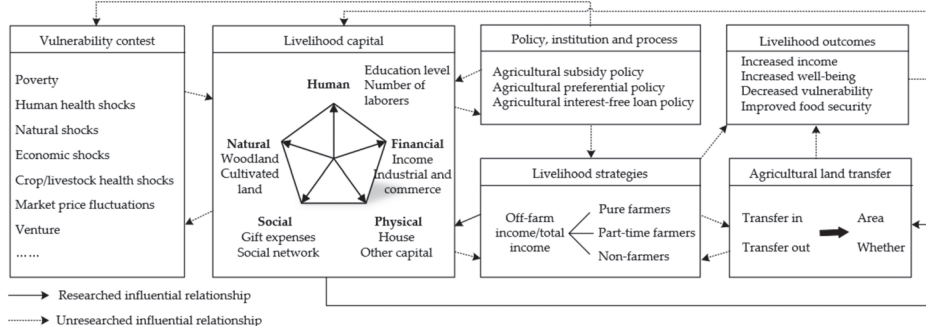 Vulnerability contest
Poverty
Human health shocks
Natural shocks
Economic shocks
Crop/livestock health shocks
Market price fluctuations
Venture
……
Livelihood capital
Human
Education level
Number of
laborers
Natural
Woodland
Cultivated
land
Financial
Income
Industrial and
commerce
Social
Gift expenses
Social network
Physical
House
Other capital
Policy, institution and process
Agricultural subsidy policy
Agricultural preferential policy
Agricultural interest-free loan policy
Livelihood outcomes
Increased income
Increased well-being
Decreased vulnerability
Improved food security
Livelihood strategies
Off-farm
income/total
income
Pure farmers
Part-time farmers
Non-farmers
Agricultural land transfer
Transfer in
Transfer out
Area
Whether
Researched influential relationship
Unresearched influential relationship